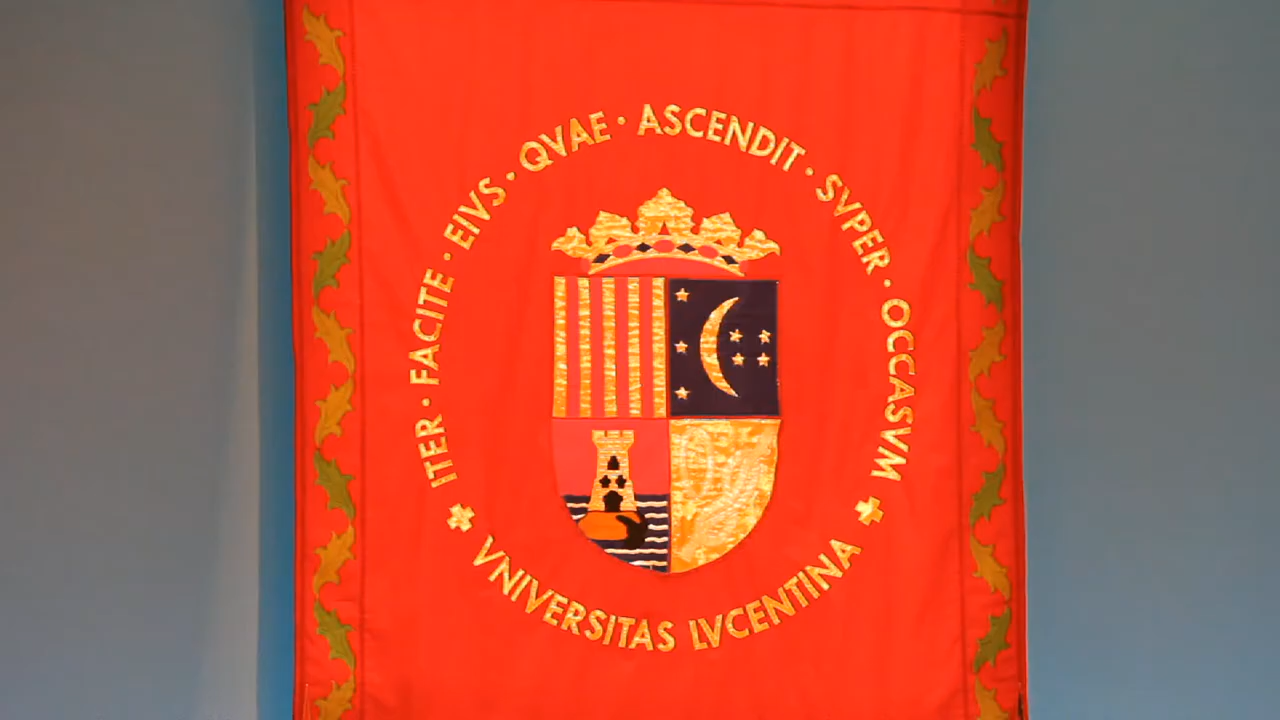 ITER · FACITE · EIVS · QVAE · ASCENDIT · SVPER · OCCASVM
VNIVERSITAS LVCENTINA